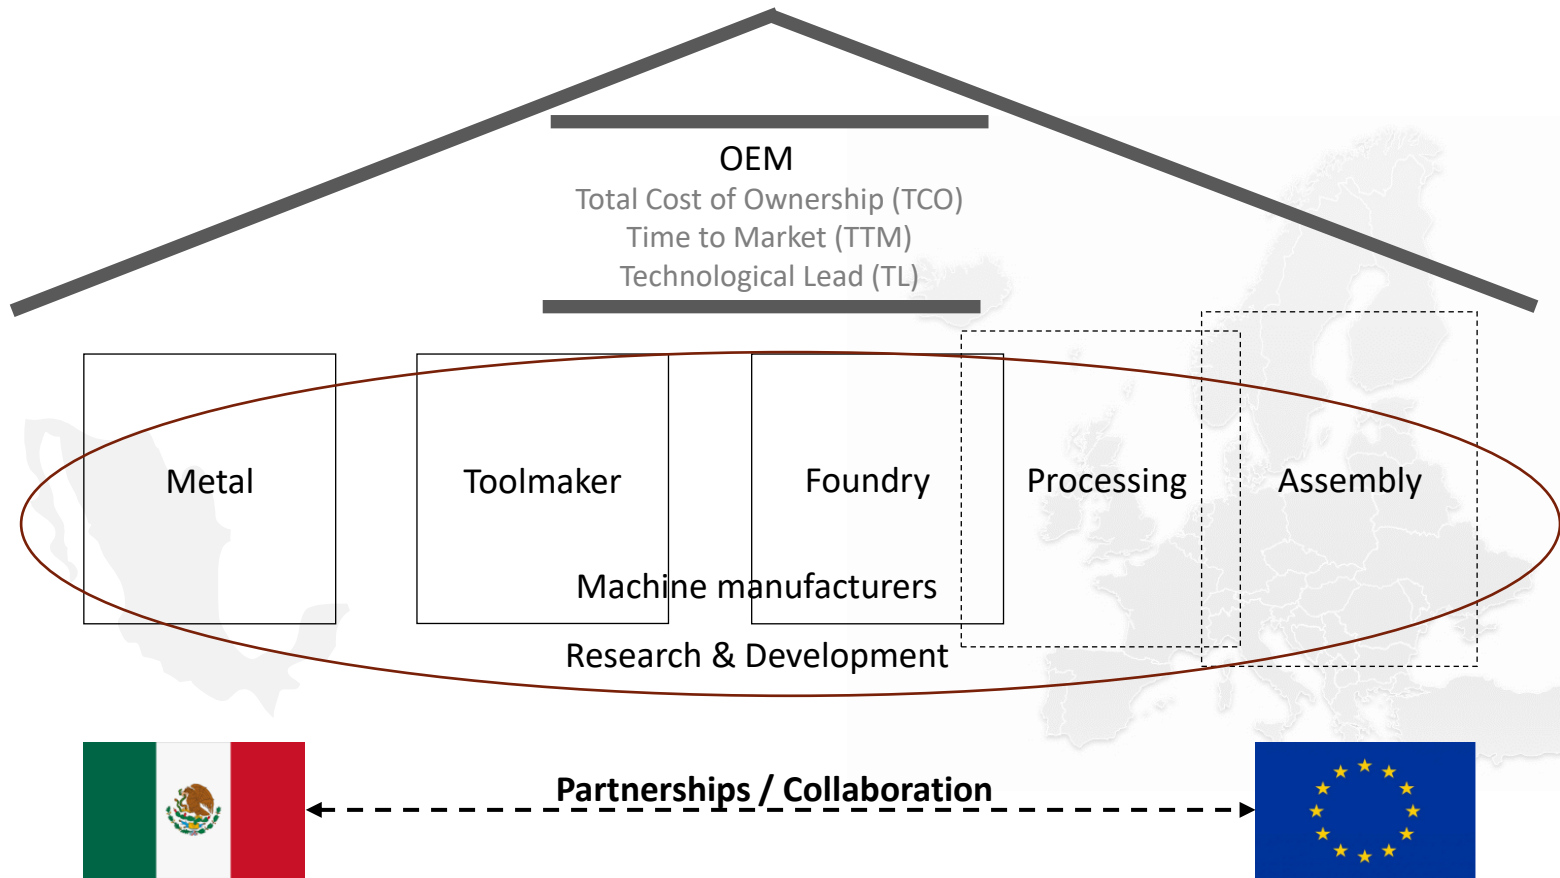 OEM
Total Cost of Ownership (TCO)
Time to Market (TTM)
Technological Lead (TL)
Metal
Toolmaker
Foundry
Processing
Assembly
Machine manufacturers
Research & Development
Partnerships / Collaboration